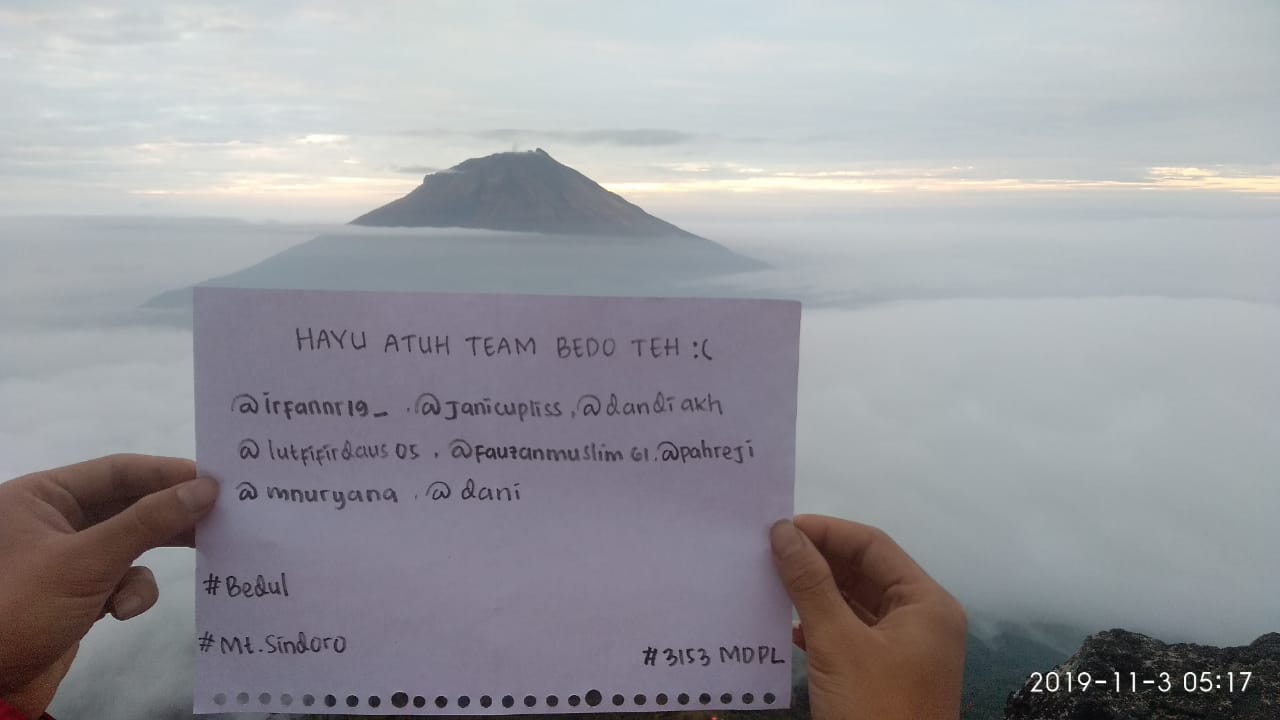 HAYU ATUH TEAM BEDO TEH :(
@irfannr19_ . @Janicupliss , @dandiakh
@lutfifirdaus05 . @fauzanmuslim61 . @pahreji
@mnuryana . @dani
#Bedul
#Mt.Sindoro
#3153 MDPL
2019-11-3 05:17